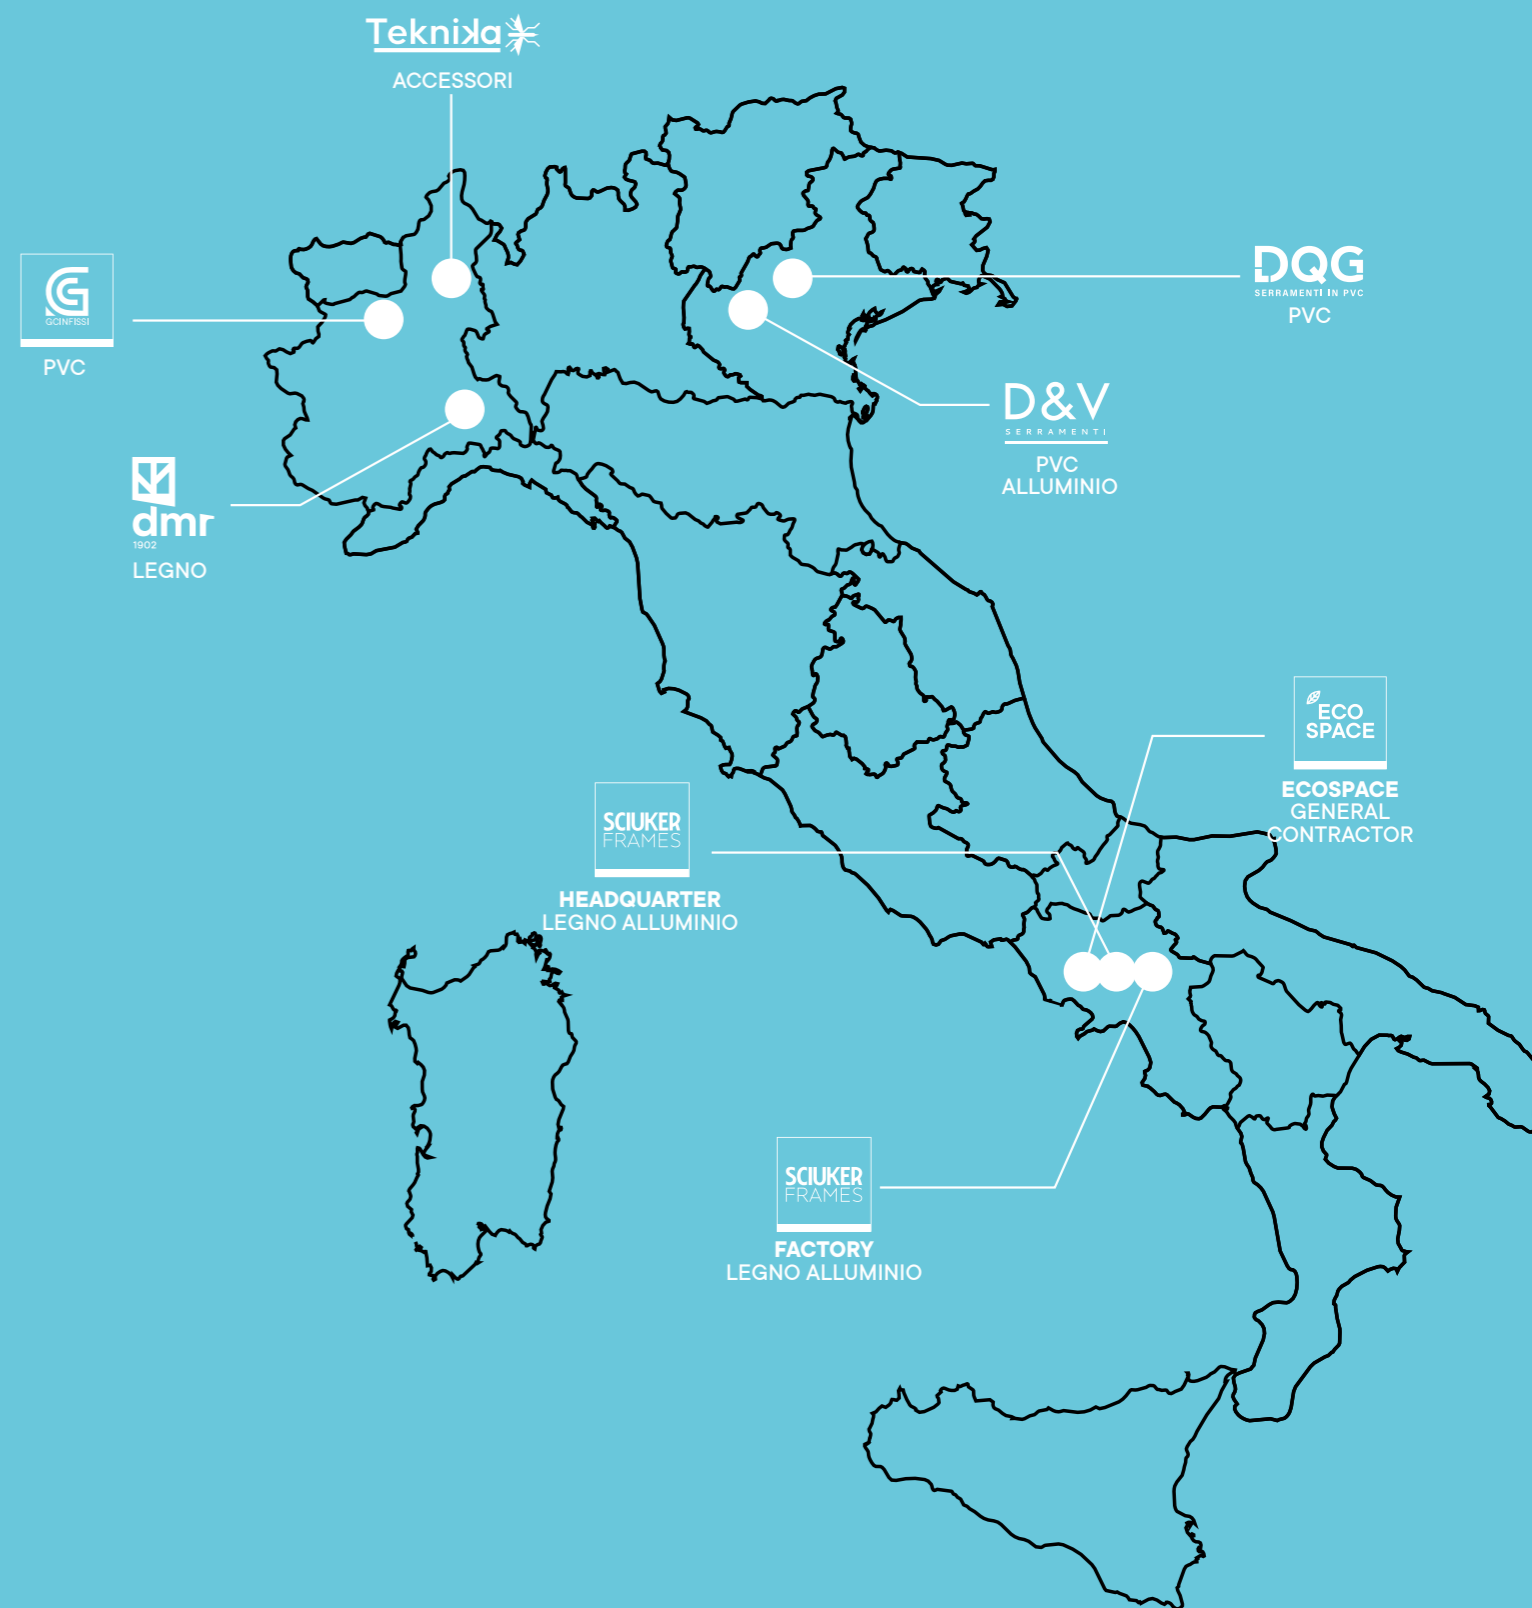 Teknika
ACCESSORI
GCINFISSI
PVC
DQG
SERRAMENTI IN PVC
PVC
D&V
SERRAMENTI
PVC
ALLUMINIO
dmr
1902
LEGNO
ECO
SPACE
ECOSPACE
GENERAL
CONTRACTOR
SCIUKER
FRAMES
HEADQUARTER
LEGNO ALLUMINIO
SCIUKER
FRAMES
FACTORY
LEGNO ALLUMINIO